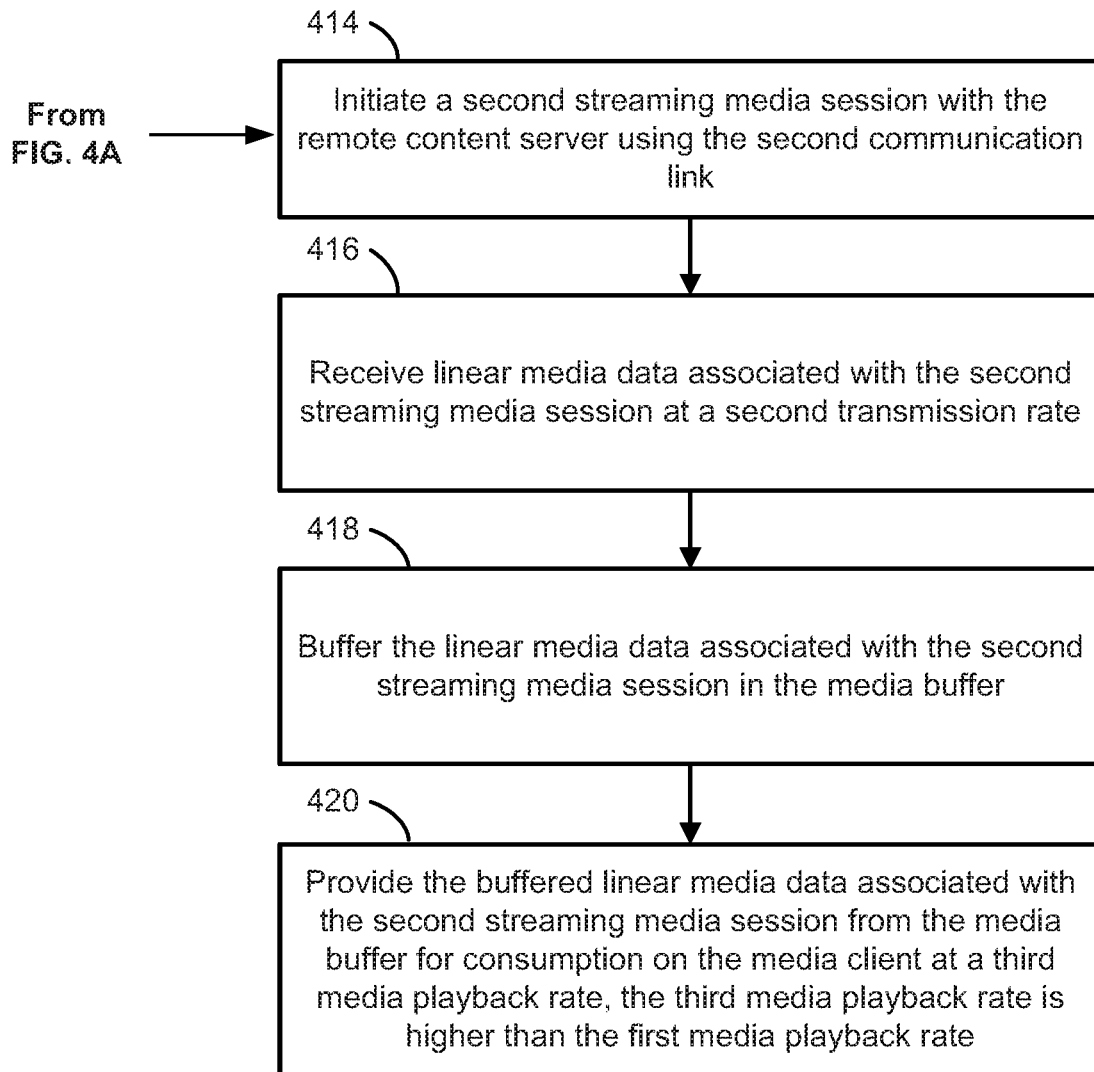 414
Initiate a second streaming media session with the
remote content server using the second communication
link
From
FIG. 4A
416
Receive linear media data associated with the second
streaming media session at a second transmission rate
418
Buffer the linear media data associated with the second
streaming media session in the media buffer
420
Provide the buffered linear media data associated with
the second streaming media session from the media
buffer for consumption on the media client at a third
media playback rate, the third media playback rate is
higher than the first media playback rate